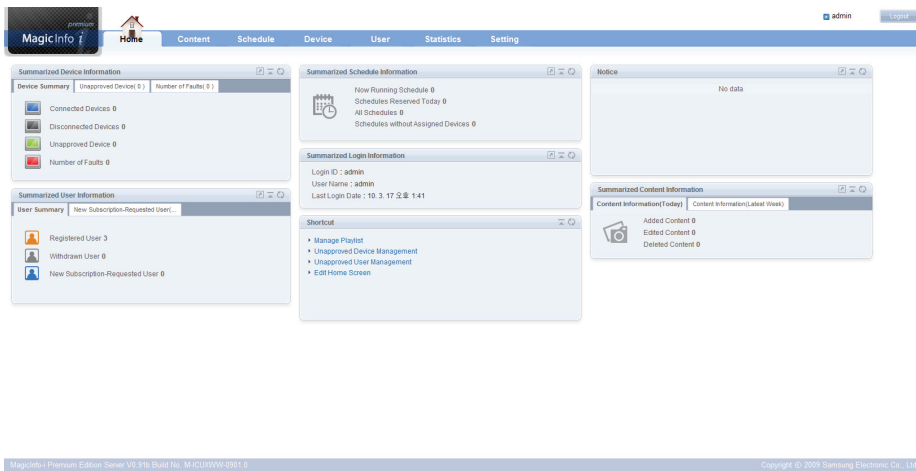 premium
MagicInfo i
admin
Logout
Home
Content
Schedule
Device
User
Statistics
Setting
Summarized Device Information
Device Summary
Unapproved Device( 0 )
Number of Faults( 0 )
Connected Devices 0
Disconnected Devices 0
Unapproved Device 0
Number of Faults 0
Summarized User Information
User Summary
New Subscription-Requested User(...
Registered User 3
Withdrawn User 0
New Subscription-Requested User 0
Summarized Schedule Information
Now Running Schedule 0
Schedules Reserved Today 0
All Schedules 0
Schedules without Assigned Devices 0
Summarized Login Information
Login ID : admin
User Name : admin
Last Login Date : 10. 3. 17 오후 1:41
Shortcut
Manage Playlist
Unapproved Device Management
Unapproved User Management
Edit Home Screen
Notice
No data
Summarized Content Information
Content Information(Today)
Content Information(Latest Week)
Added Content 0
Edited Content 0
Deleted Content 0
MagicInfo-i Premium Edition Server V0.916 Build No. M-ICUXWW-0901.0
Copyright © 2009 Samsung Electronic Co., Ltd